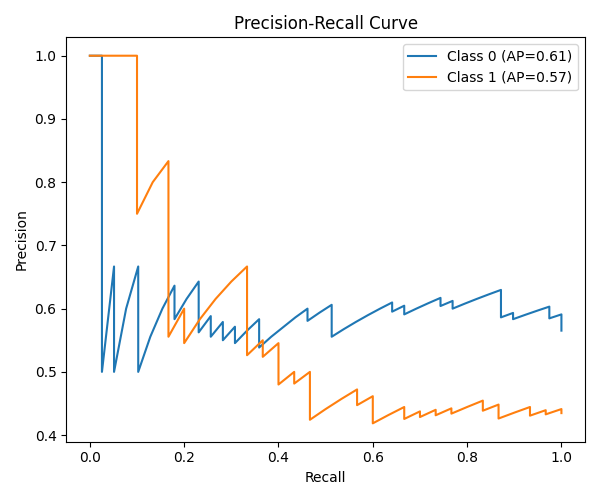 Precision-Recall Curve
Class 0 (AP=0.61)
Class 1 (AP=0.57)
Precision
1.0
0.9
0.8
0.7
0.6
0.5
0.4
0.0 0.2 0.4 0.6 0.8 1.0
Recall